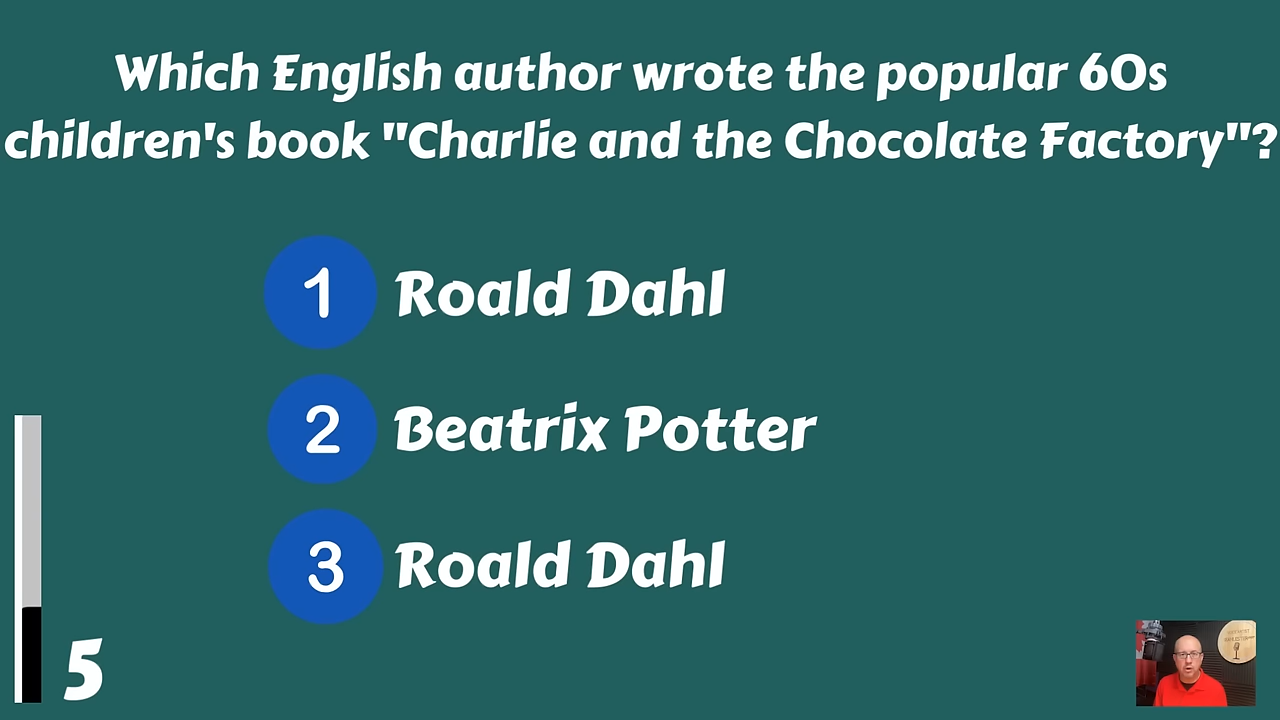 Which English author wrote the popular 60s
children's book "Charlie and the Chocolate Factory"?
1 Roald Dahl
2 Beatrix Potter
3 Roald Dahl
5